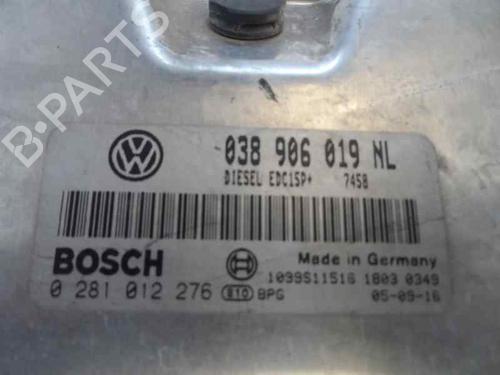 038 906 019 NL
DIESEL EDC15P+ 7458
BOSCH
Made in Germany
0 281 012 276 E10 BPG
1039S11516 1803 0349
05-09-16
B-PARTS